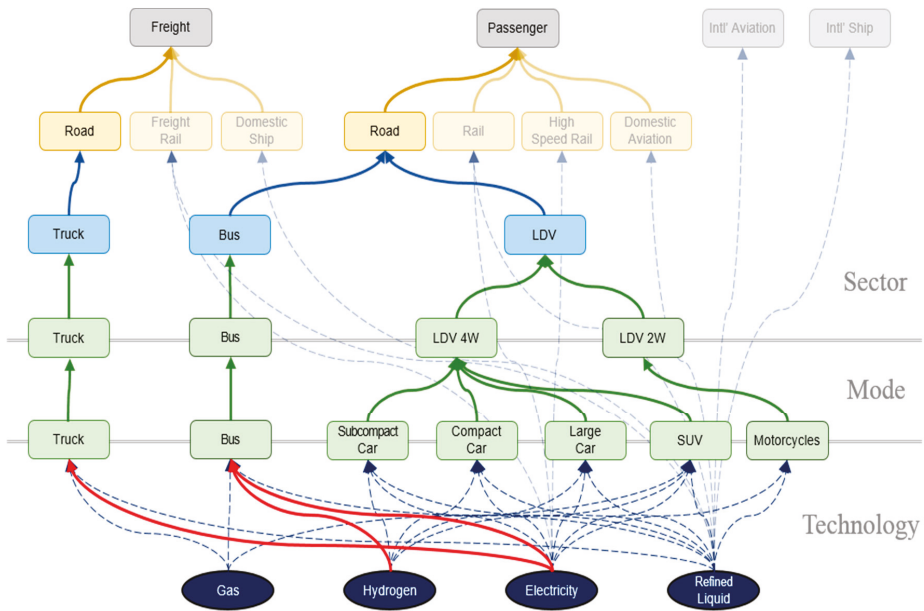 Freight
Passenger
Intl' Aviation
Intl' Ship
Road
Freight
Rail
Domestic
Ship
Road
Rail
High
Speed Rail
Domestic
Aviation
Truck
Bus
LDV
Sector
Truck
Bus
LDV 4W
LDV 2W
Mode
Truck
Bus
Subcompact
Car
Compact
Car
Large
Car
SUV
Motorcycles
Technology
Gas
Hydrogen
Electricity
Refined
Liquid